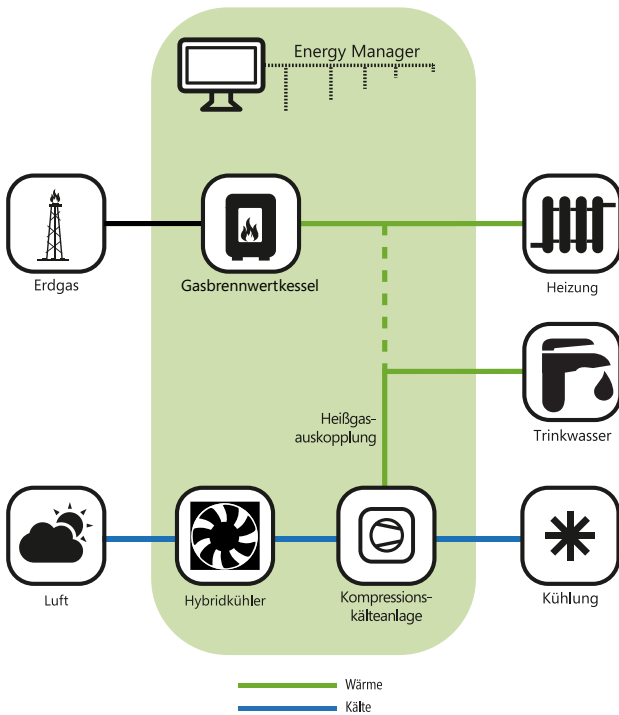 Energy Manager
Erdgas
Gasbrennwertkessel
Heizung
Heißgas-
auskopplung
Trinkwasser
Luft
Hybridkühler
Kompressions-
kälteanlage
Kühlung
Wärme
Kälte